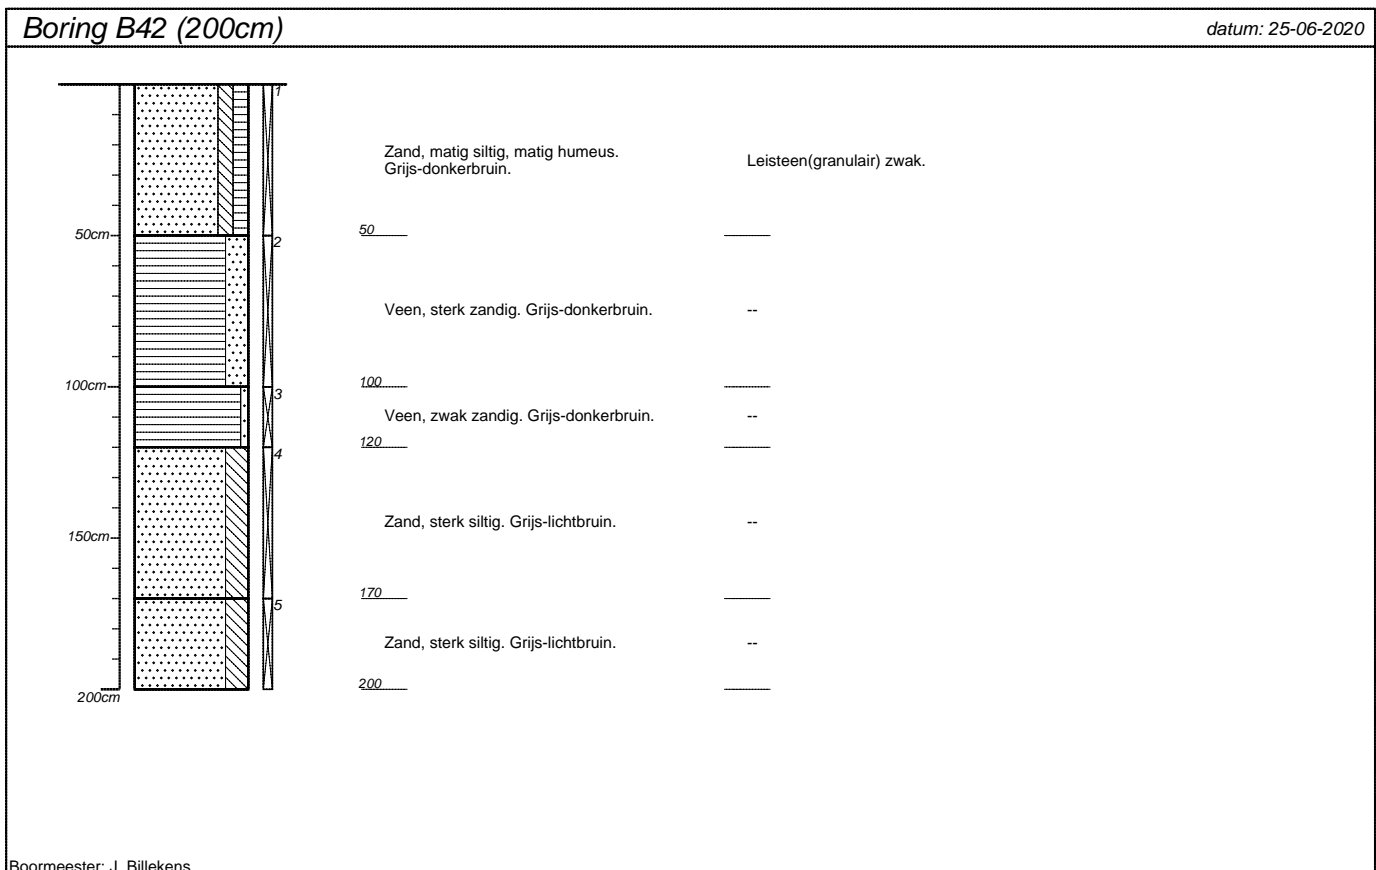 Boring B42 (200cm)
datum: 25-06-2020
1
Zand, matig siltig, matig humeus.
Grijs-donkerbruin.
Leisteen(granulair) zwak.
50cm
2
50
Veen, sterk zandig. Grijs-donkerbruin.
--
100cm
3
100
Veen, zwak zandig. Grijs-donkerbruin.
--
4
120
Zand, sterk siltig. Grijs-lichtbruin.
--
150cm
5
170
Zand, sterk siltig. Grijs-lichtbruin.
--
200cm
200
Boormeester: J. Billekens